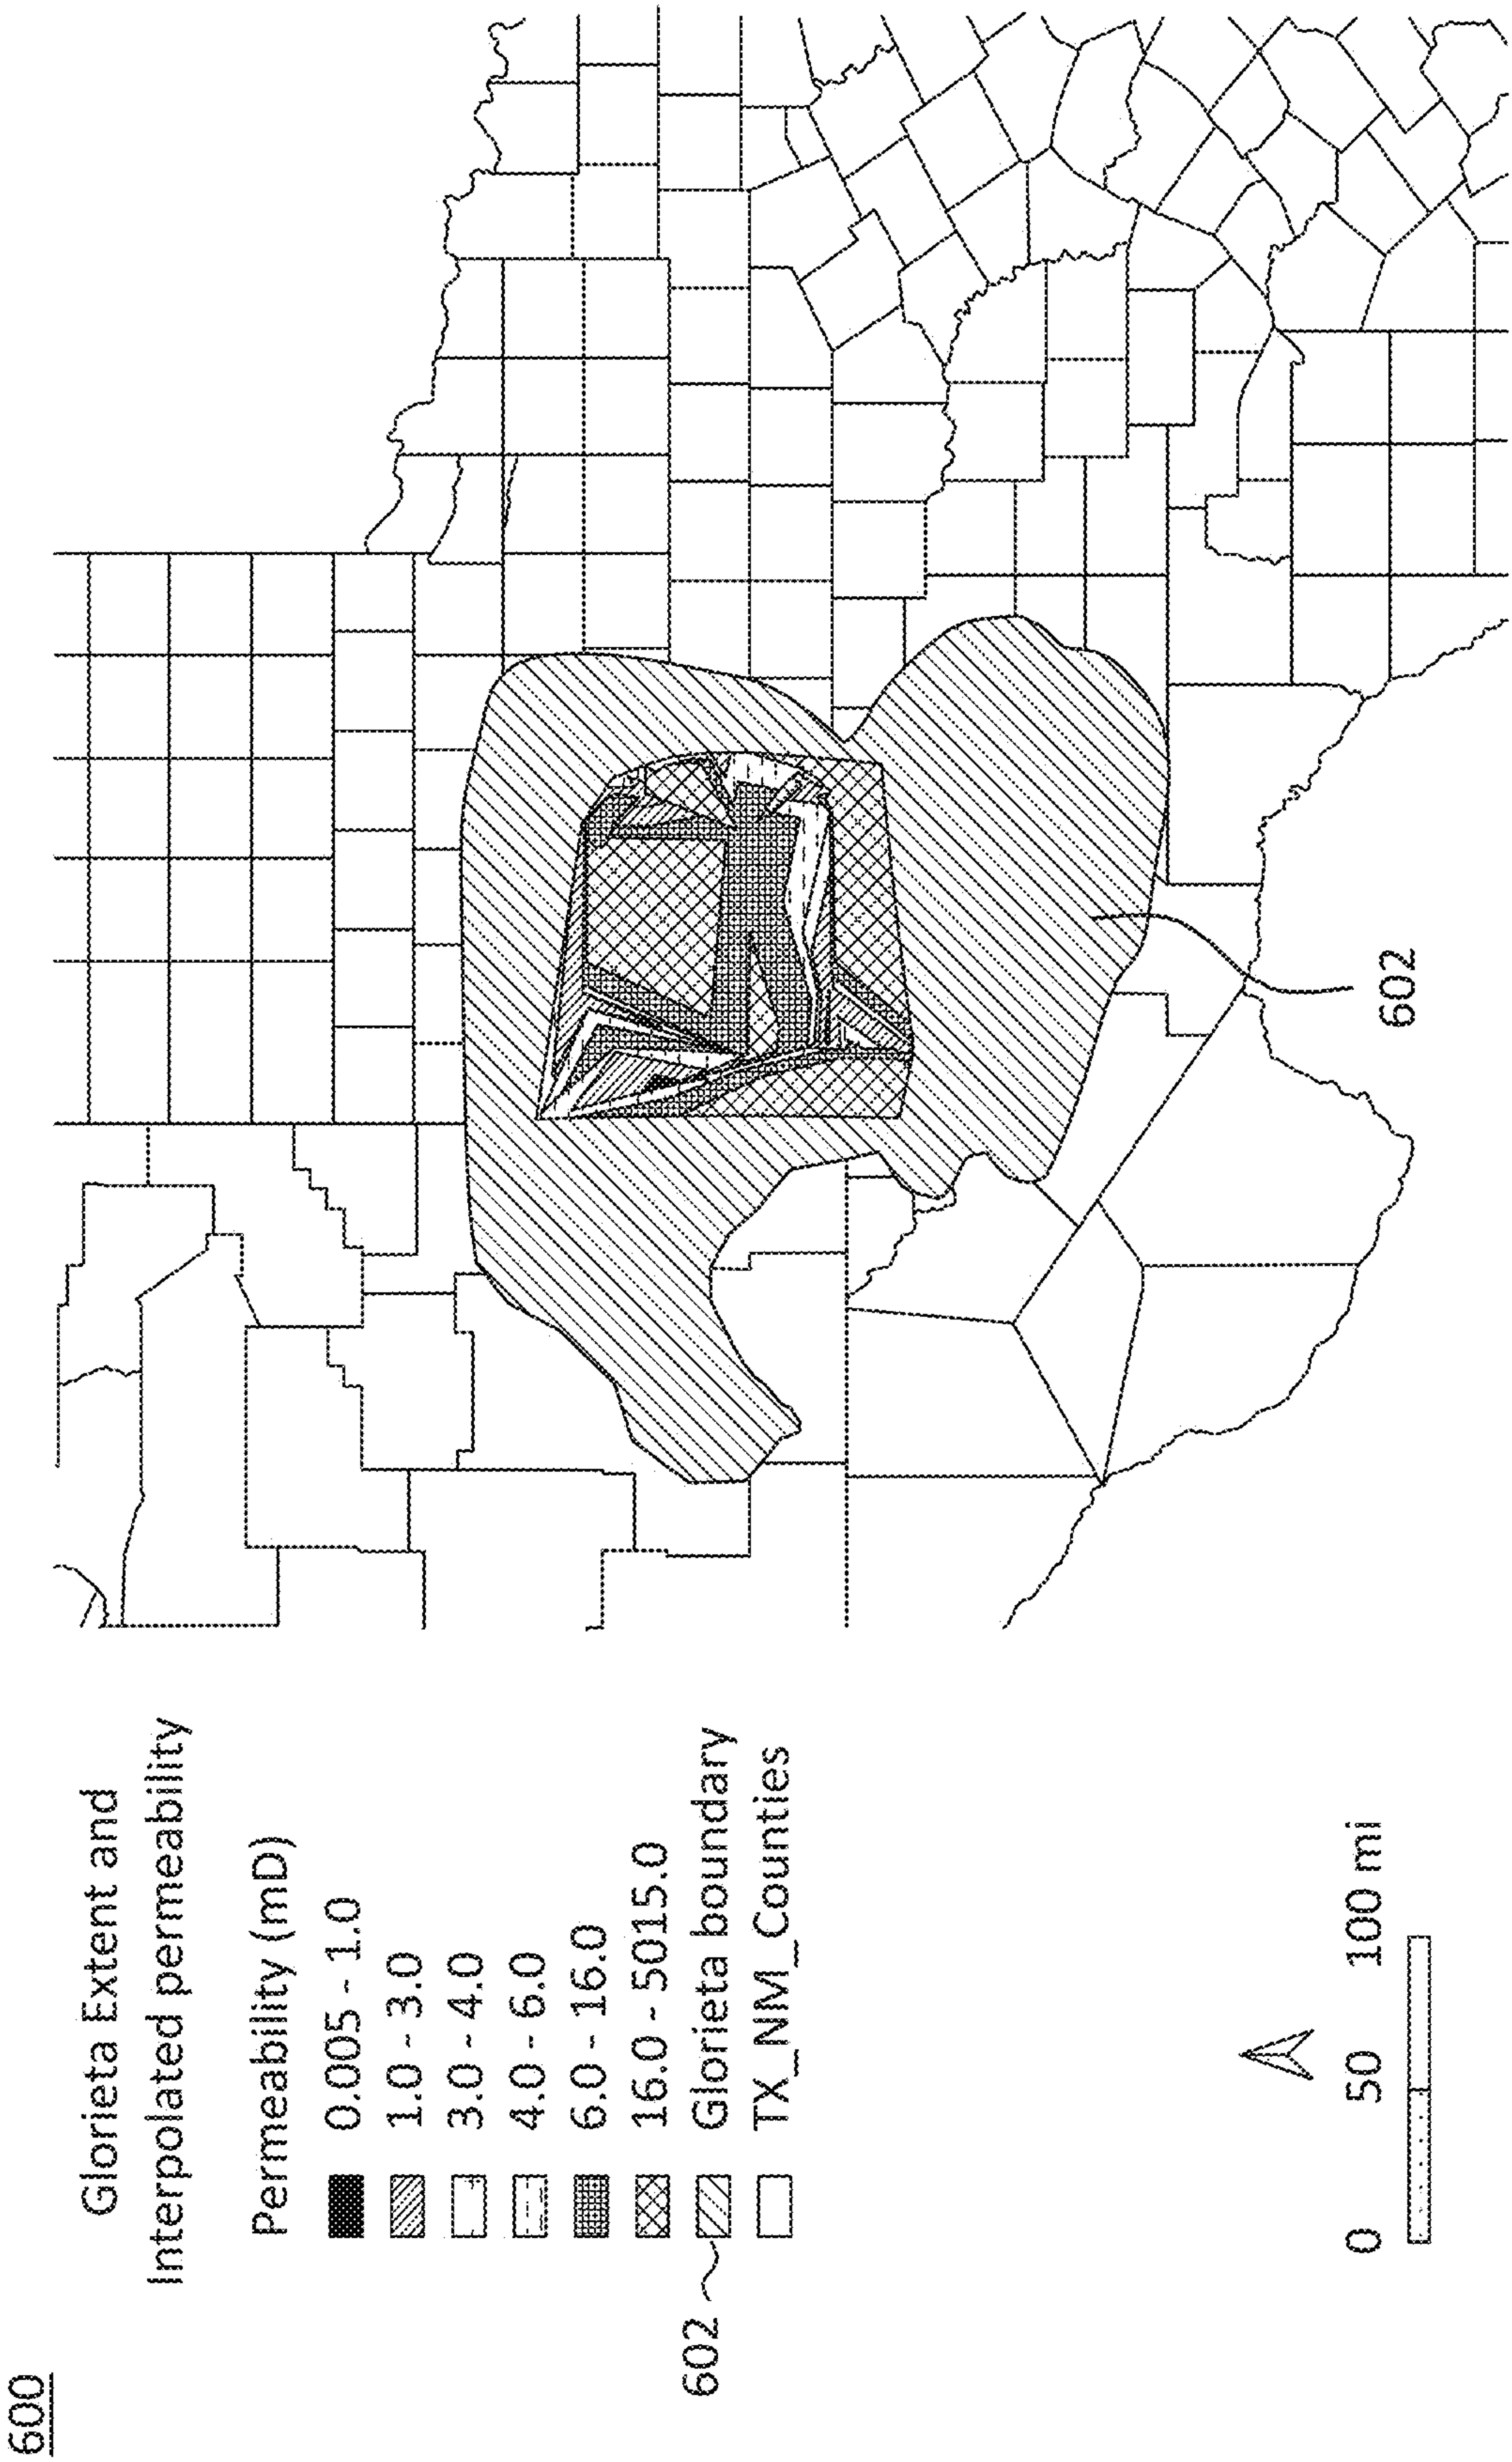 600
Glorieta Extent and
Interpolated permeability
Permeability (mD)
0.005 - 1.0
1.0 - 3.0
3.0 - 4.0
4.0 - 6.0
6.0 - 16.0
16.0 - 5015.0
602 Glorieta boundary
TX_NM_Counties
0 50 100 mi
602